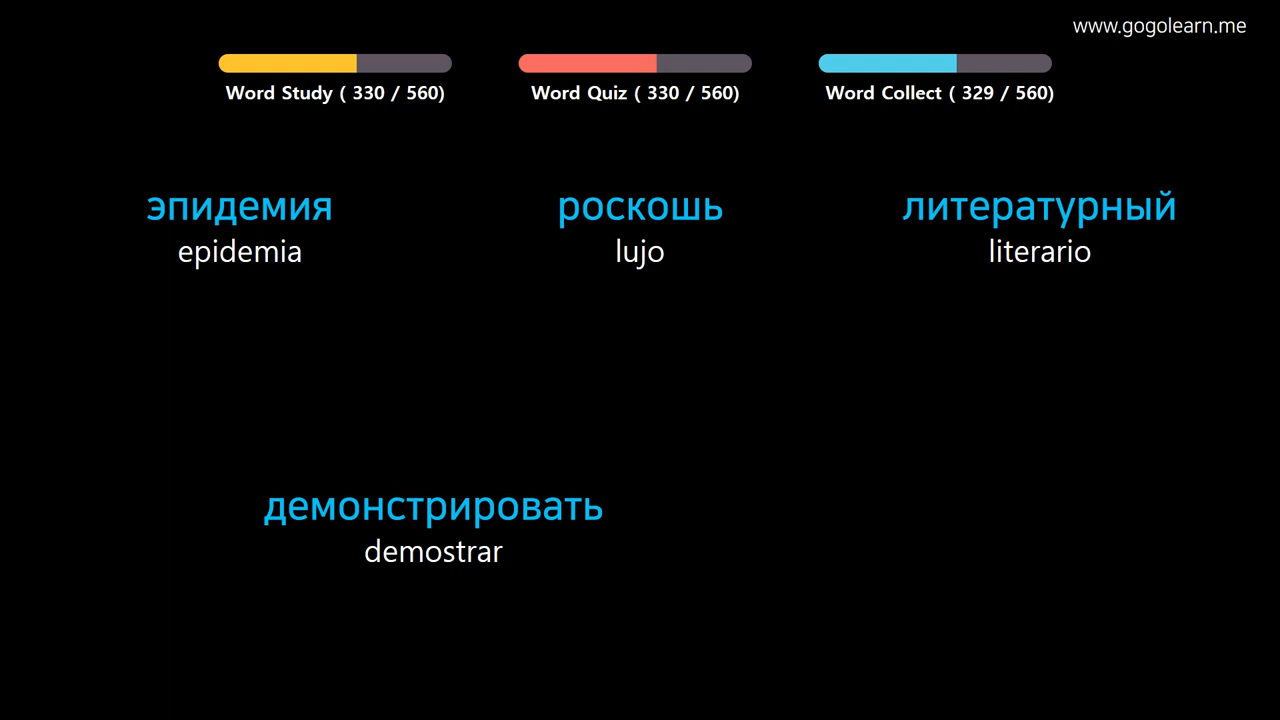 www.gogolearn.me
Word Study ( 330 / 560)
Word Quiz ( 330 / 560)
Word Collect ( 329 / 560)
эпидемия
epidemia
роскошь
lujo
литературный
literario
демонстрировать
demostrar